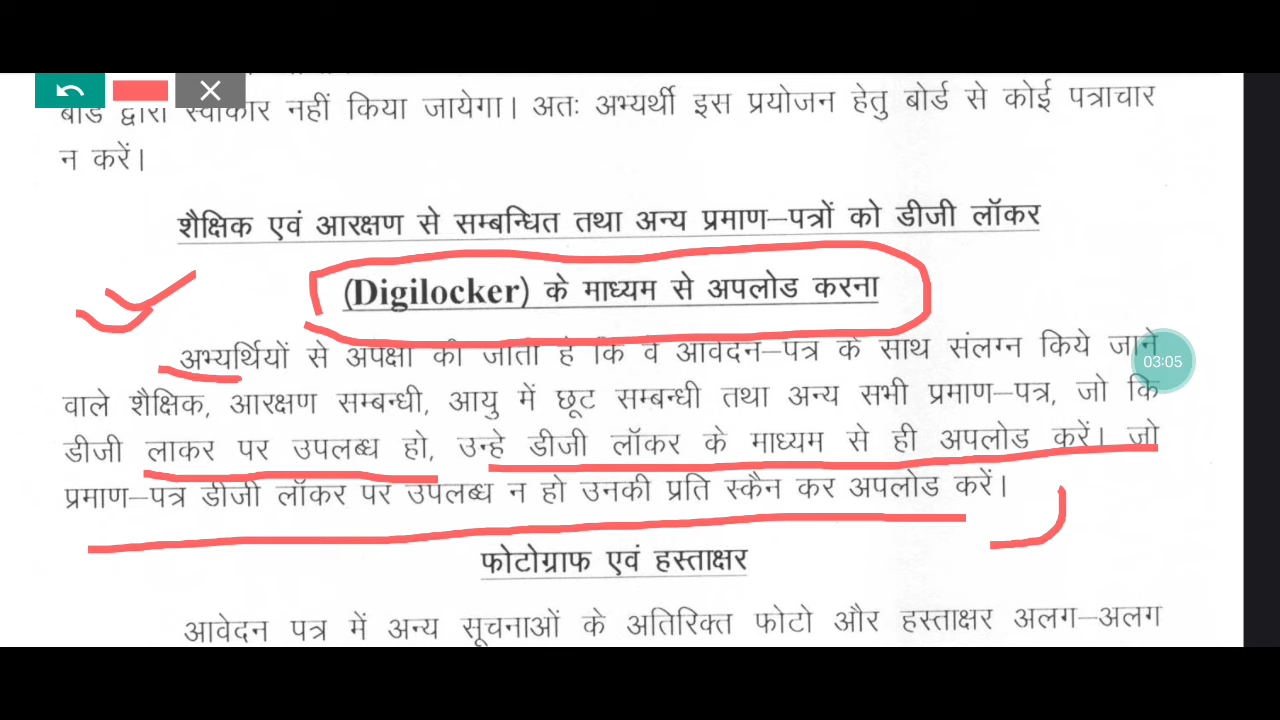 बोर्ड द्वारा स्वीकार नहीं किया जायेगा। अतः अभ्यर्थी इस प्रयोजन हेतु बोर्ड से कोई पत्राचार
न करें।
शैक्षिक एवं आरक्षण से सम्बन्धित तथा अन्य प्रमाण–पत्रों को डीजी लॉकर
(Digilocker) के माध्यम से अपलोड करना
अभ्यर्थियों से अपेक्षा की जाती है कि वे आवेदन–पत्र के साथ संलग्न किये जाने
03:05
वाले शैक्षिक, आरक्षण सम्बन्धी, आयु में छूट सम्बन्धी तथा अन्य सभी प्रमाण–पत्र, जो कि
डीजी लाकर पर उपलब्ध हो, उन्हे डीजी लॉकर के माध्यम से ही अपलोड करें। जो
प्रमाण–पत्र डीजी लॉकर पर उपलब्ध न हो उनकी प्रति स्कैन कर अपलोड करें।
फोटोग्राफ एवं हस्ताक्षर
आवेदन पत्र में अन्य सूचनाओं के अतिरिक्त फोटो और हस्ताक्षर अलग–अलग